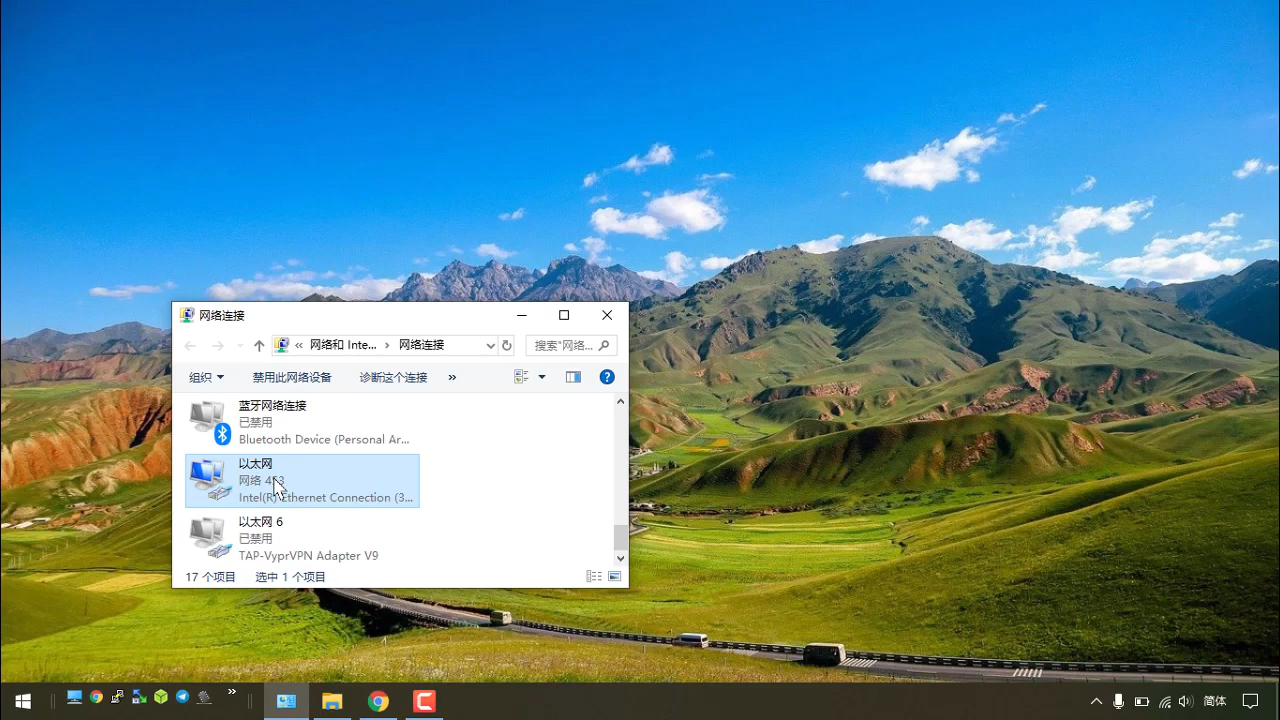 网络连接
«
网络和 Inte...
›
网络连接
搜索"网络...
组织
禁用此网络设备
诊断这个连接
»
蓝牙网络连接
已禁用
Bluetooth Device (Personal Ar...
以太网
网络
Ethernet Connection (3...
以太网 6
已禁用
TAP-VyprVPN Adapter V9
17 个项目
选中 1 个项目
»
简体